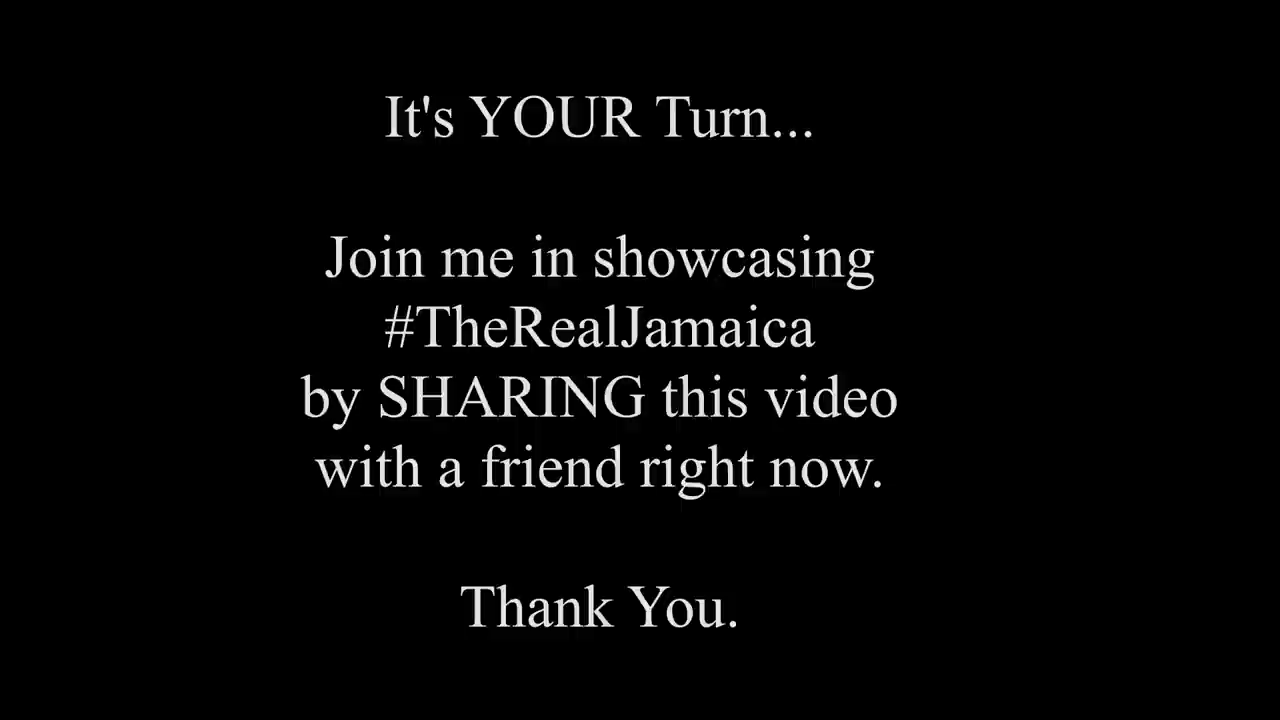 It's YOUR Turn...
Join me in showcasing
#TheRealJamaica
by SHARING this video
with a friend right now.
Thank You.